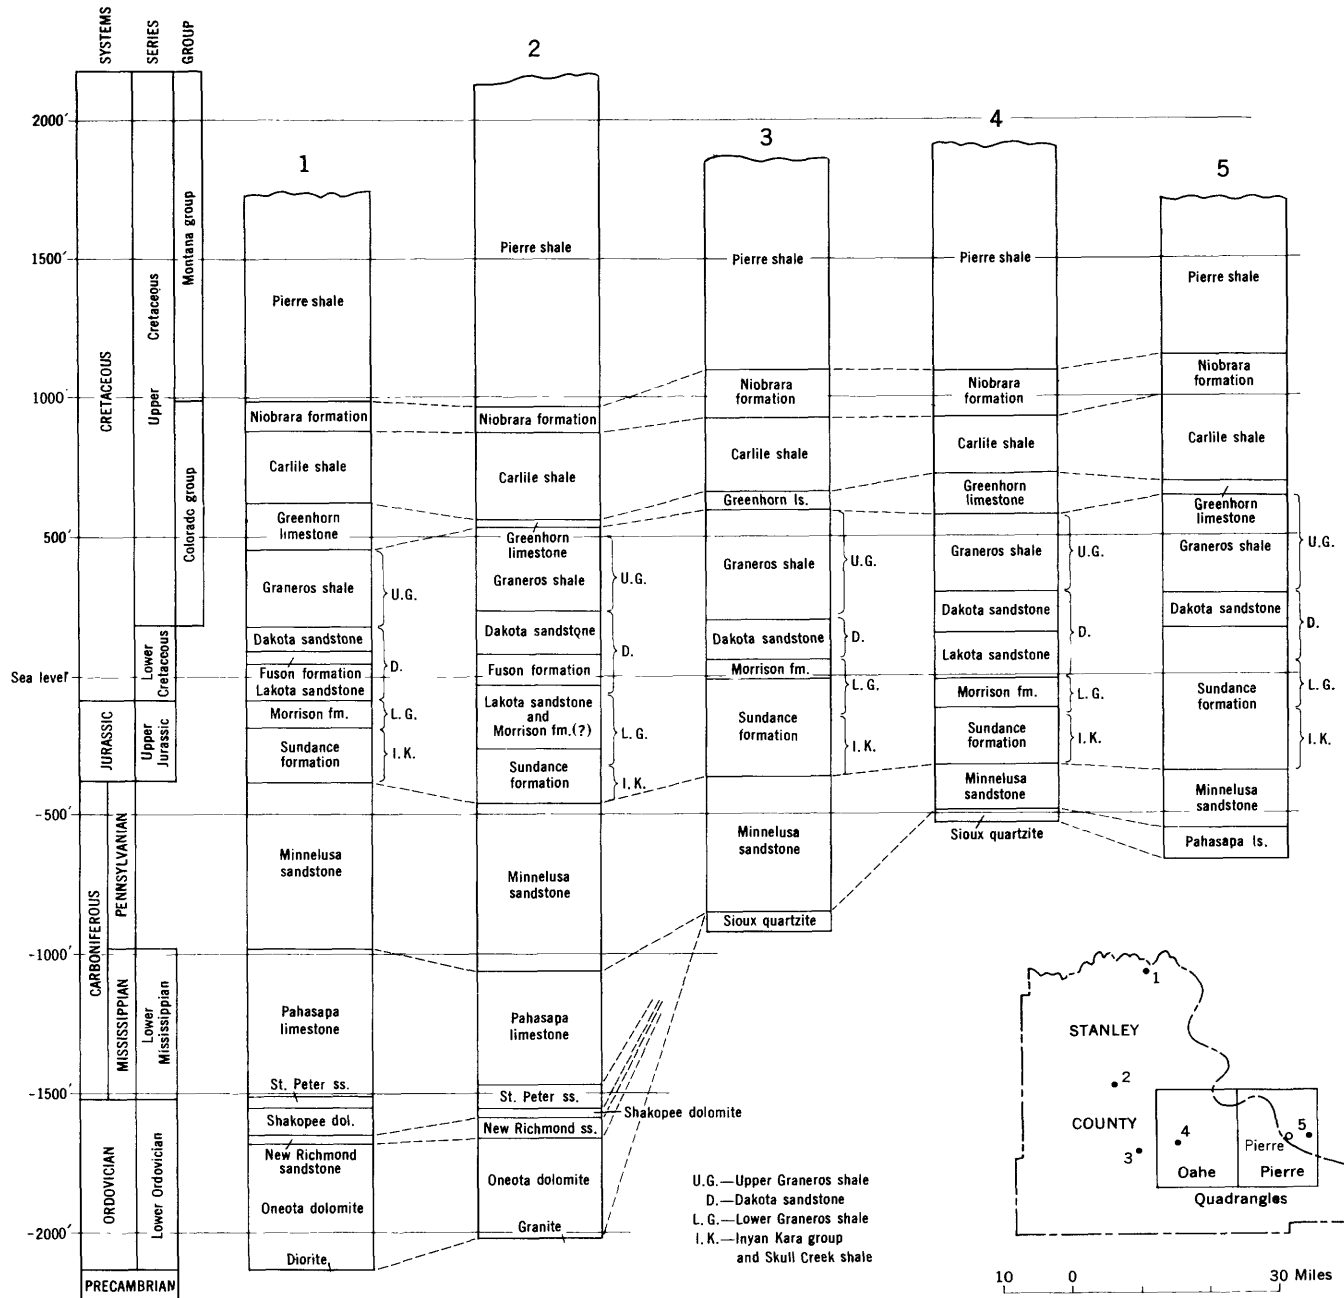 SYSTEMS
SERIES
GROUP
CRETACEOUS
Upper Cretaceous
Montana group
Colorado group
Lower Cretaceous
JURASSIC
Upper Jurassic
CARBONIFEROUS
PENNSYLVANIAN
MISSISSIPPIAN
Lower Mississippian
ORDOVICIAN
Lower Ordovician
PRECAMBRIAN
2000'
1500'
1000'
500'
Sea level
-500'
-1000'
-1500'
-2000'
1
Pierre shale
Niobrara formation
Carlile shale
Greenhorn
limestone
Graneros shale
Dakota sandstone
Fuson formation
Lakota sandstone
Morrison fm.
Sundance
formation
Minnelusa
sandstone
Pahasapa
limestone
St. Peter ss.
Shakopee dol.
New Richmond
sandstone
Oneota dolomite
Diorite
U.G.
D.
L.G.
I.K.
2
Pierre shale
Niobrara formation
Carlile shale
Greenhorn
limestone
Graneros shale
Dakota sandstone
Fuson formation
Lakota sandstone
and
Morrison fm.(?)
Sundance
formation
Minnelusa
sandstone
Pahasapa
limestone
St. Peter ss.
Shakopee dolomite
New Richmond ss.
Oneota dolomite
Granite
U.G.
D.
L.G.
I.K.
3
Pierre shale
Niobrara
formation
Carlile shale
Greenhorn ls.
Graneros shale
Dakota sandstone
Morrison fm.
Sundance
formation
Minnelusa
sandstone
Sioux quartzite
U.G.
D.
L.G.
I.K.
4
Pierre shale
Niobrara
formation
Carlile shale
Greenhorn
limestone
Graneros shale
Dakota sandstone
Lakota sandstone
Morrison fm.
Sundance
formation
Minnelusa
sandstone
Sioux quartzite
U.G.
D.
L.G.
I.K.
5
Pierre shale
Niobrara
formation
Carlile shale
Greenhorn
limestone
Graneros shale
Dakota sandstone
Sundance
formation
Minnelusa
sandstone
Pahasapa ls.
U.G.
D.
L.G.
I.K.
U.G.—Upper Graneros shale
D.—Dakota sandstone
L.G.—Lower Graneros shale
I.K.—Inyan Kara group
and Skull Creek shale
1
STANLEY
2
COUNTY
3
4
5
Pierre
Oahe
Pierre
Quadrangles
10 0 30 Miles